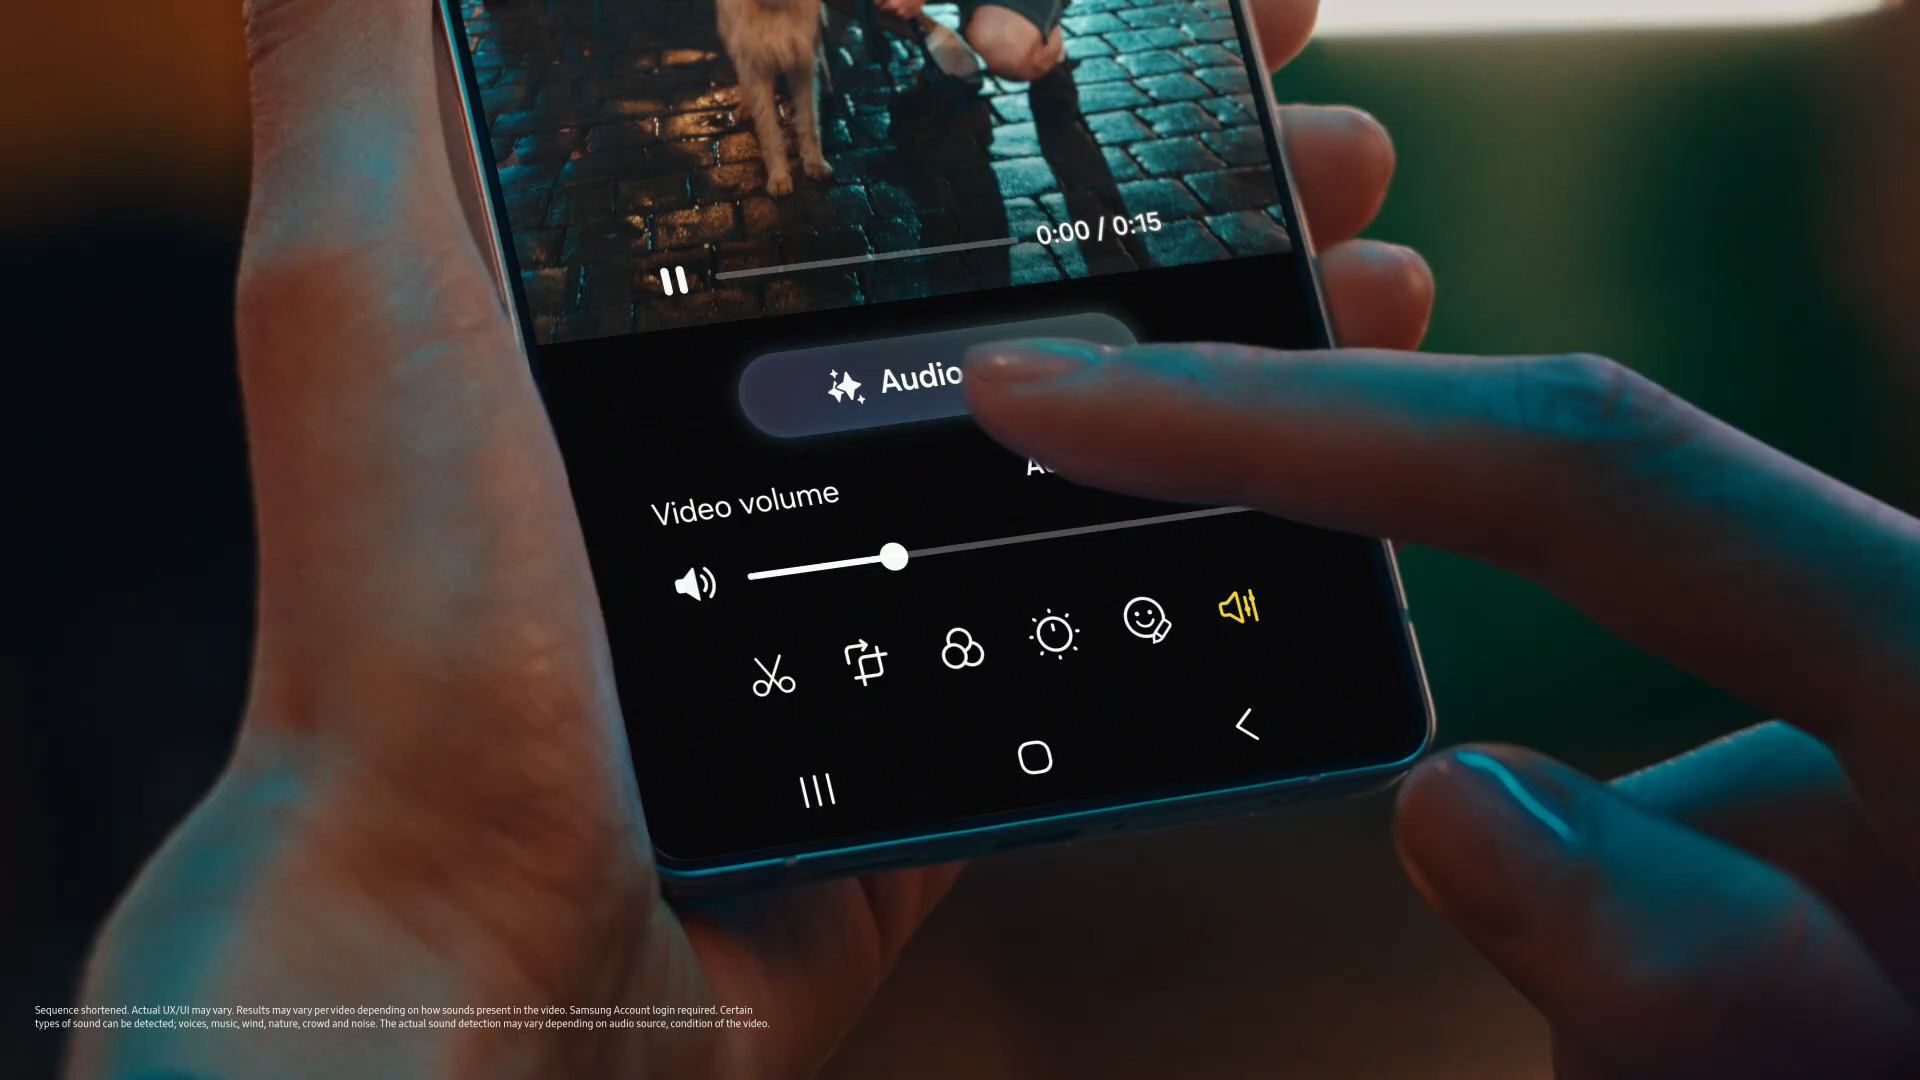 0:00 / 0:15
Audio
Video volume
Sequence shortened. Actual UX/UI may vary. Results may vary per video depending on how sounds present in the video. Samsung Account login required. Certain
types of sound can be detected; voices, music, wind, nature, crowd and noise. The actual sound detection may vary depending on audio source, condition of the video.